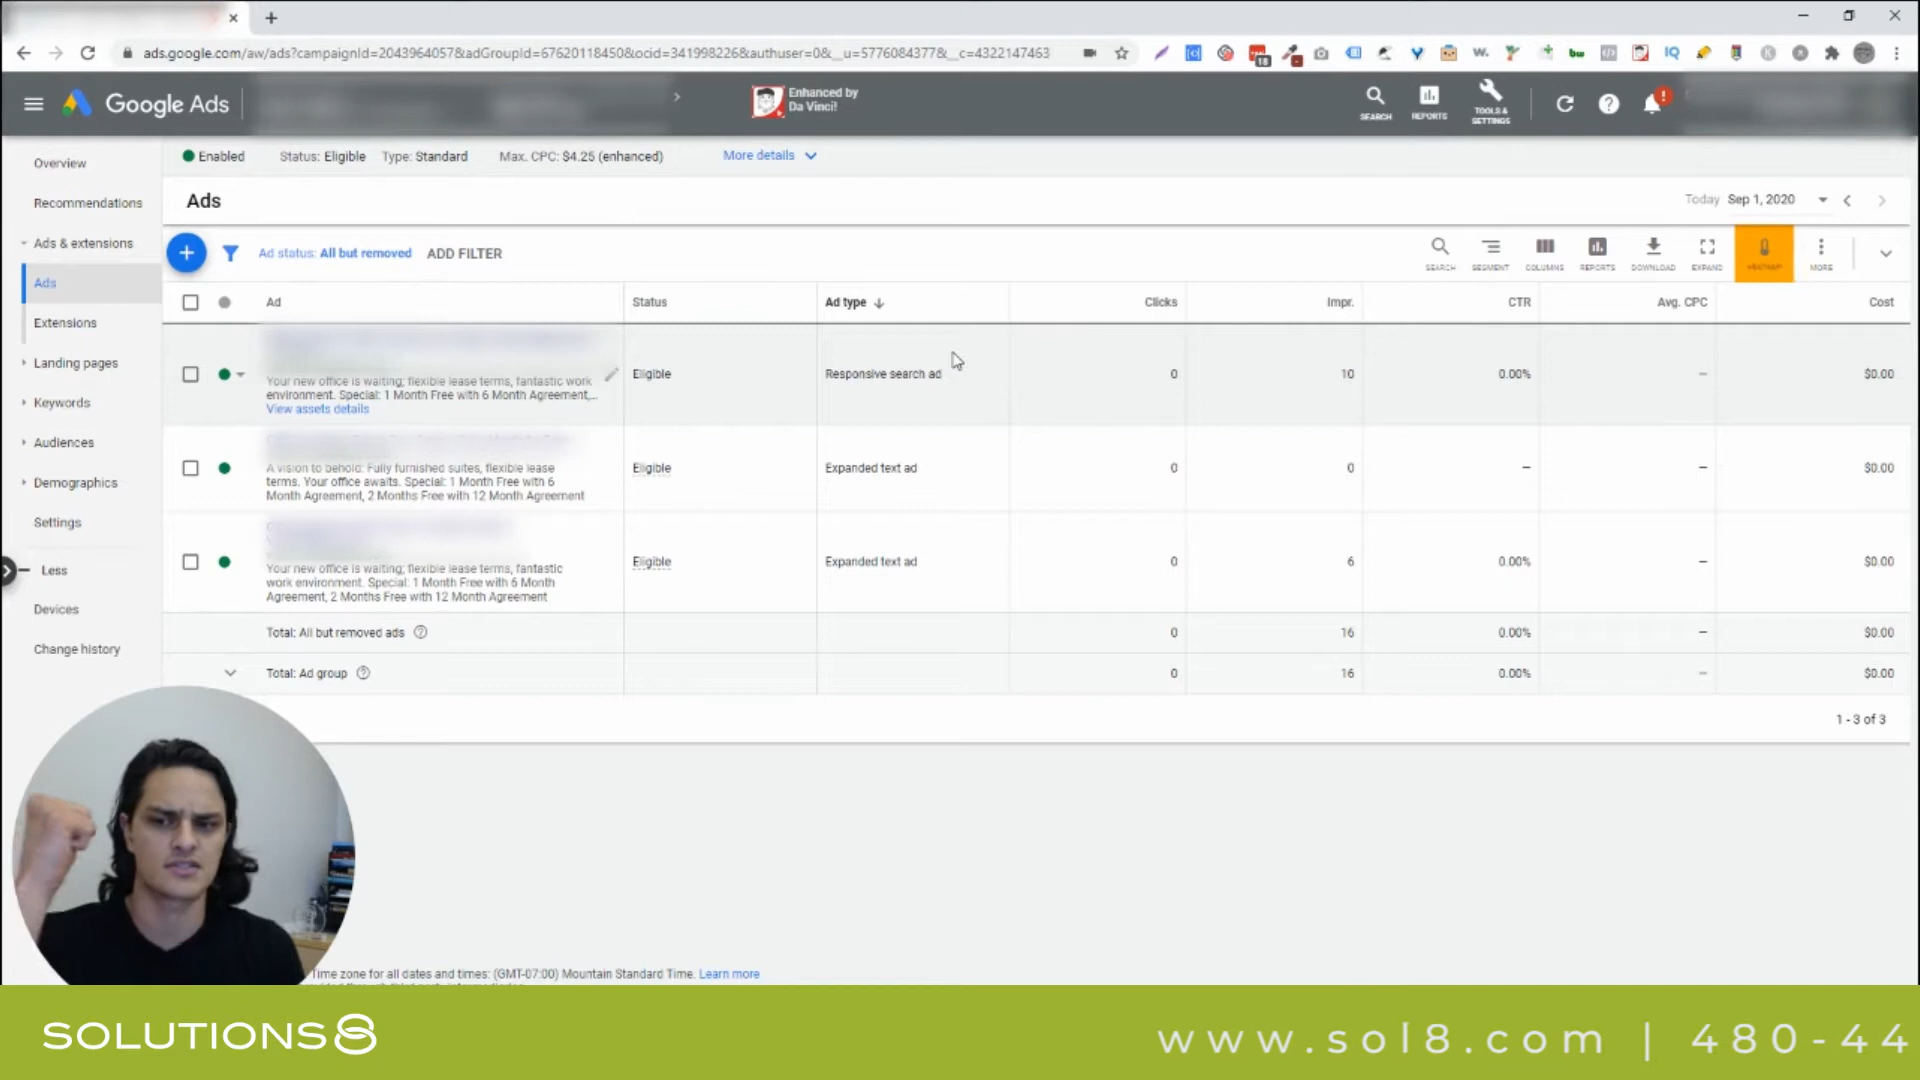 ads.google.com/aw/ads?campaignId=2043964057&adGroupId=67620118450&ocid=341998226&authuser=0&__u=5776084377&__c=4322147463
Google Ads
Enhanced by
Da Vinci!
SEARCH
REPORTS
TOOLS &
SETTINGS
Overview
Recommendations
Ads & extensions
Ads
Extensions
Landing pages
Keywords
Audiences
Demographics
Settings
Less
Devices
Change history
Enabled Status: Eligible Type: Standard Max. CPC: $4.25 (enhanced) More details
Ads
Today Sep 1, 2020
Ad status: All but removed ADD FILTER
SEARCH SEGMENT COLUMNS REPORTS DOWNLOAD EXPAND HEATMAP MORE
Ad Status Ad type Clicks Impr. CTR Avg. CPC Cost
Your new office is waiting; flexible lease terms, fantastic work
environment. Special: 1 Month Free with 6 Month Agreement,...
View assets details
Eligible Responsive search ad 0 10 0.00% – $0.00
A vision to behold: Fully furnished suites, flexible lease
terms. Your office awaits. Special: 1 Month Free with 6
Month Agreement, 2 Months Free with 12 Month Agreement
Eligible Expanded text ad 0 0 – – $0.00
Your new office is waiting; flexible lease terms, fantastic
work environment. Special: 1 Month Free with 6 Month
Agreement, 2 Months Free with 12 Month Agreement
Eligible Expanded text ad 0 6 0.00% – $0.00
Total: All but removed ads 0 16 0.00% – $0.00
Total: Ad group 0 16 0.00% – $0.00
1 - 3 of 3
Time zone for all dates and times: (GMT-07:00) Mountain Standard Time. Learn more
SOLUTIONS8
www.sol8.com | 480-44